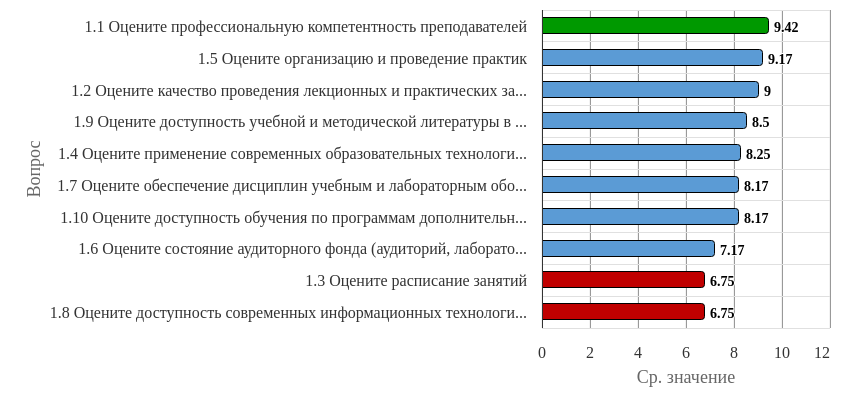 1.1 Оцените профессиональную компетентность преподавателей 9.42
1.5 Оцените организацию и проведение практик 9.17
1.2 Оцените качество проведения лекционных и практических за... 9
1.9 Оцените доступность учебной и методической литературы в ... 8.5
1.4 Оцените применение современных образовательных технологи... 8.25
1.7 Оцените обеспечение дисциплин учебным и лабораторным обо... 8.17
1.10 Оцените доступность обучения по программам дополнительн... 8.17
1.6 Оцените состояние аудиторного фонда (аудиторий, лаборато... 7.17
1.3 Оцените расписание занятий 6.75
1.8 Оцените доступность современных информационных технологи... 6.75
Вопрос
0 2 4 6 8 10 12
Ср. значение